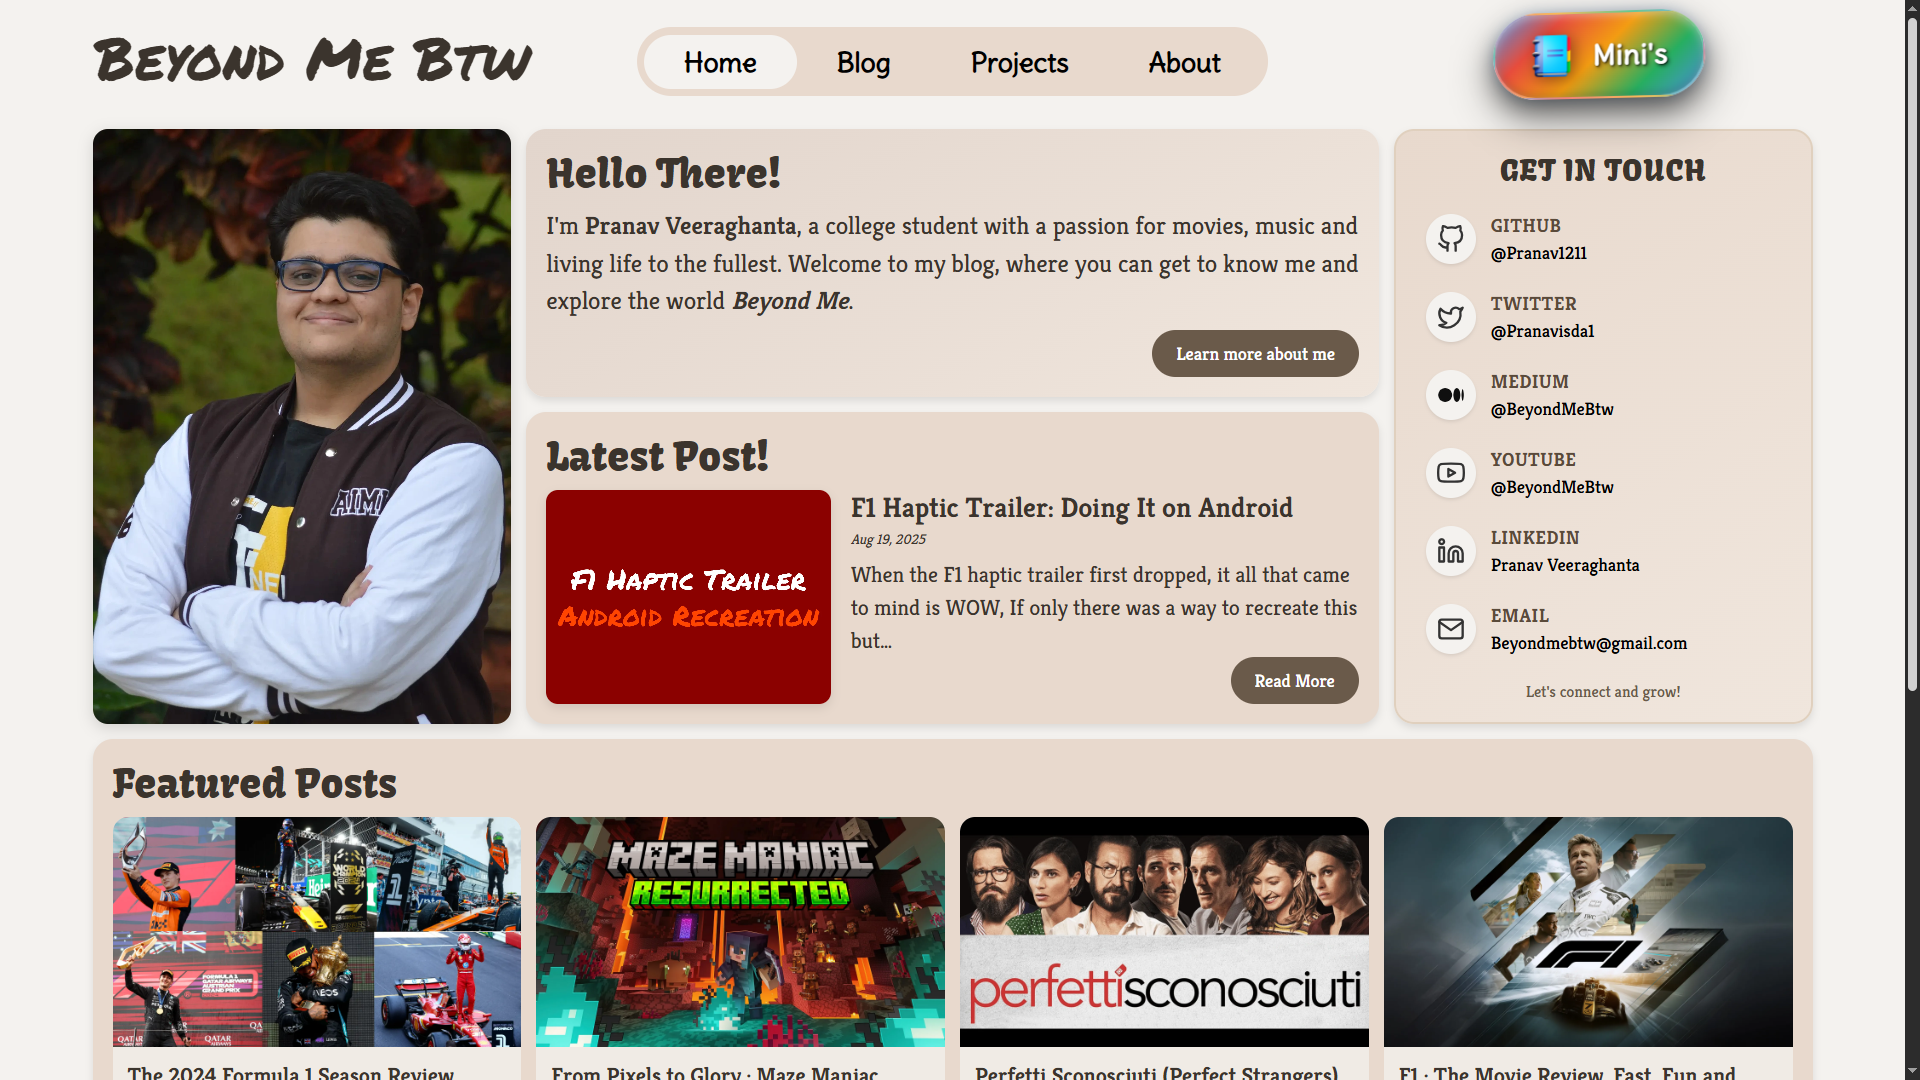 Beyond Me Btw
Home
Blog
Projects
About
Mini's
Hello There!
I'm Pranav Veeraghanta, a college student with a passion for movies, music and
living life to the fullest. Welcome to my blog, where you can get to know me and
explore the world Beyond Me.
Learn more about me
Latest Post!
F1 Haptic Trailer
Android Recreation
F1 Haptic Trailer: Doing It on Android
Aug 19, 2025
When the F1 haptic trailer first dropped, it all that came
to mind is WOW, If only there was a way to recreate this
but...
Read More
GET IN TOUCH
GITHUB
@Pranav1211
TWITTER
@Pranavisda1
MEDIUM
@BeyondMeBtw
YOUTUBE
@BeyondMeBtw
LINKEDIN
Pranav Veeraghanta
EMAIL
Beyondmebtw@gmail.com
Let's connect and grow!
Featured Posts
MAZE MANIAC
RESURRECTED
perfettisconosciuti
F1
QATAR
AIRWAYS
QATAR
AIRWAYS
The 2024 Formula 1 Season Review
From Pixels to Glory : Maze Maniac
Perfetti Sconosciuti (Perfect Strangers)
F1 : The Movie Review, Fast, Fun and